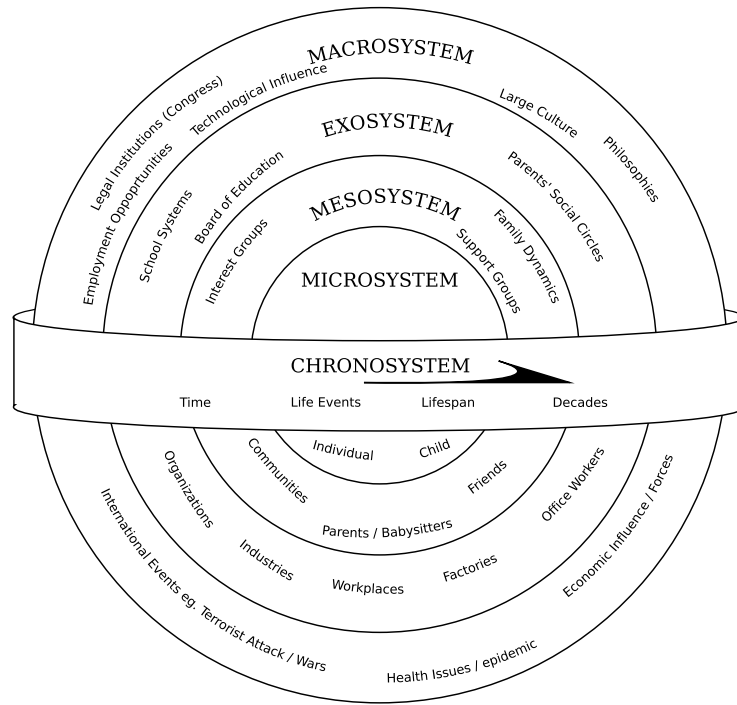 MACROSYSTEM
Legal Institutions (Congress)
Technological Influence
Employment Oppoprtunities
Large Culture
Philosophies
EXOSYSTEM
School Systems
Board of Education
Parents' Social Circles
MESOSYSTEM
Interest Groups
Support Groups
Family Dynamics
MICROSYSTEM
CHRONOSYSTEM
Time
Life Events
Lifespan
Decades
Individual
Child
Communities
Parents / Babysitters
Friends
Organizations
Industries
Workplaces
Factories
Office Workers
International Events eg. Terrorist Attack / Wars
Health Issues / epidemic
Economic Influence / Forces